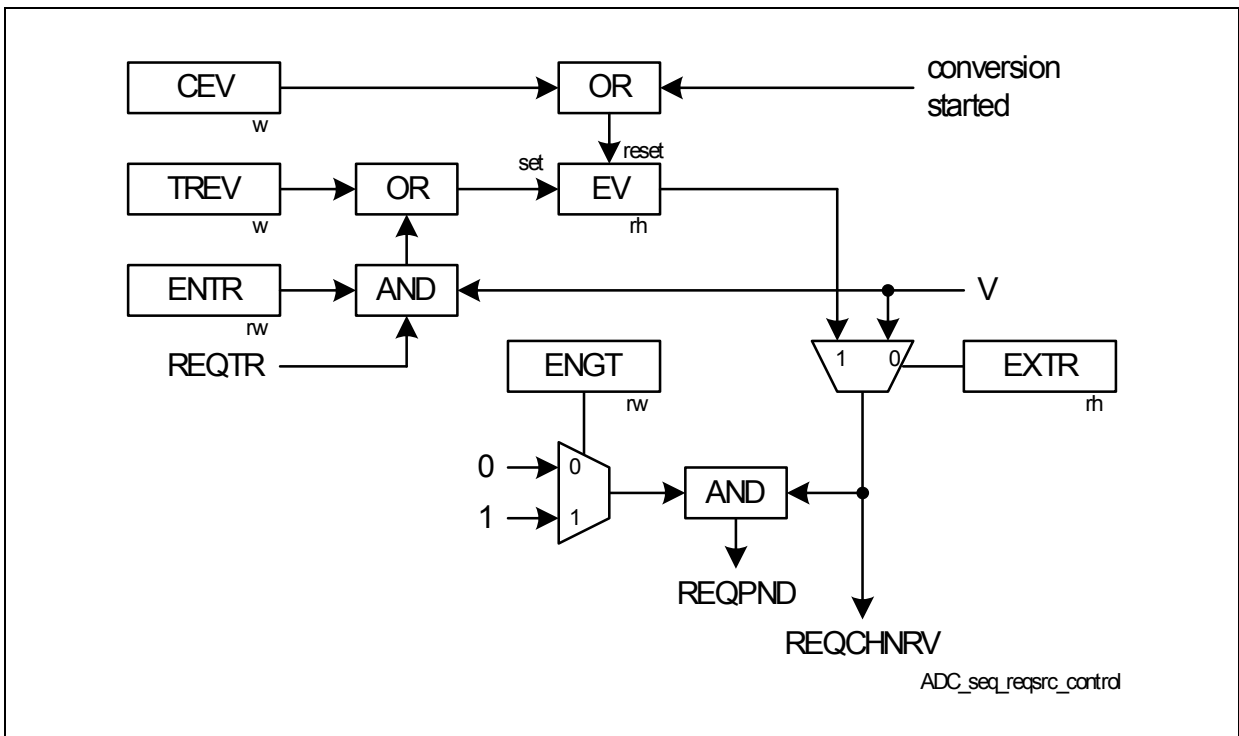 CEV
w
OR
conversion
started
reset
set
TREV
w
OR
EV
rh
ENTR
rw
AND
V
REQTR
ENGT
rw
1 0
EXTR
rh
0
0
AND
1
1
REQPND
REQCHNRV
ADC_seq_reqsrc_control